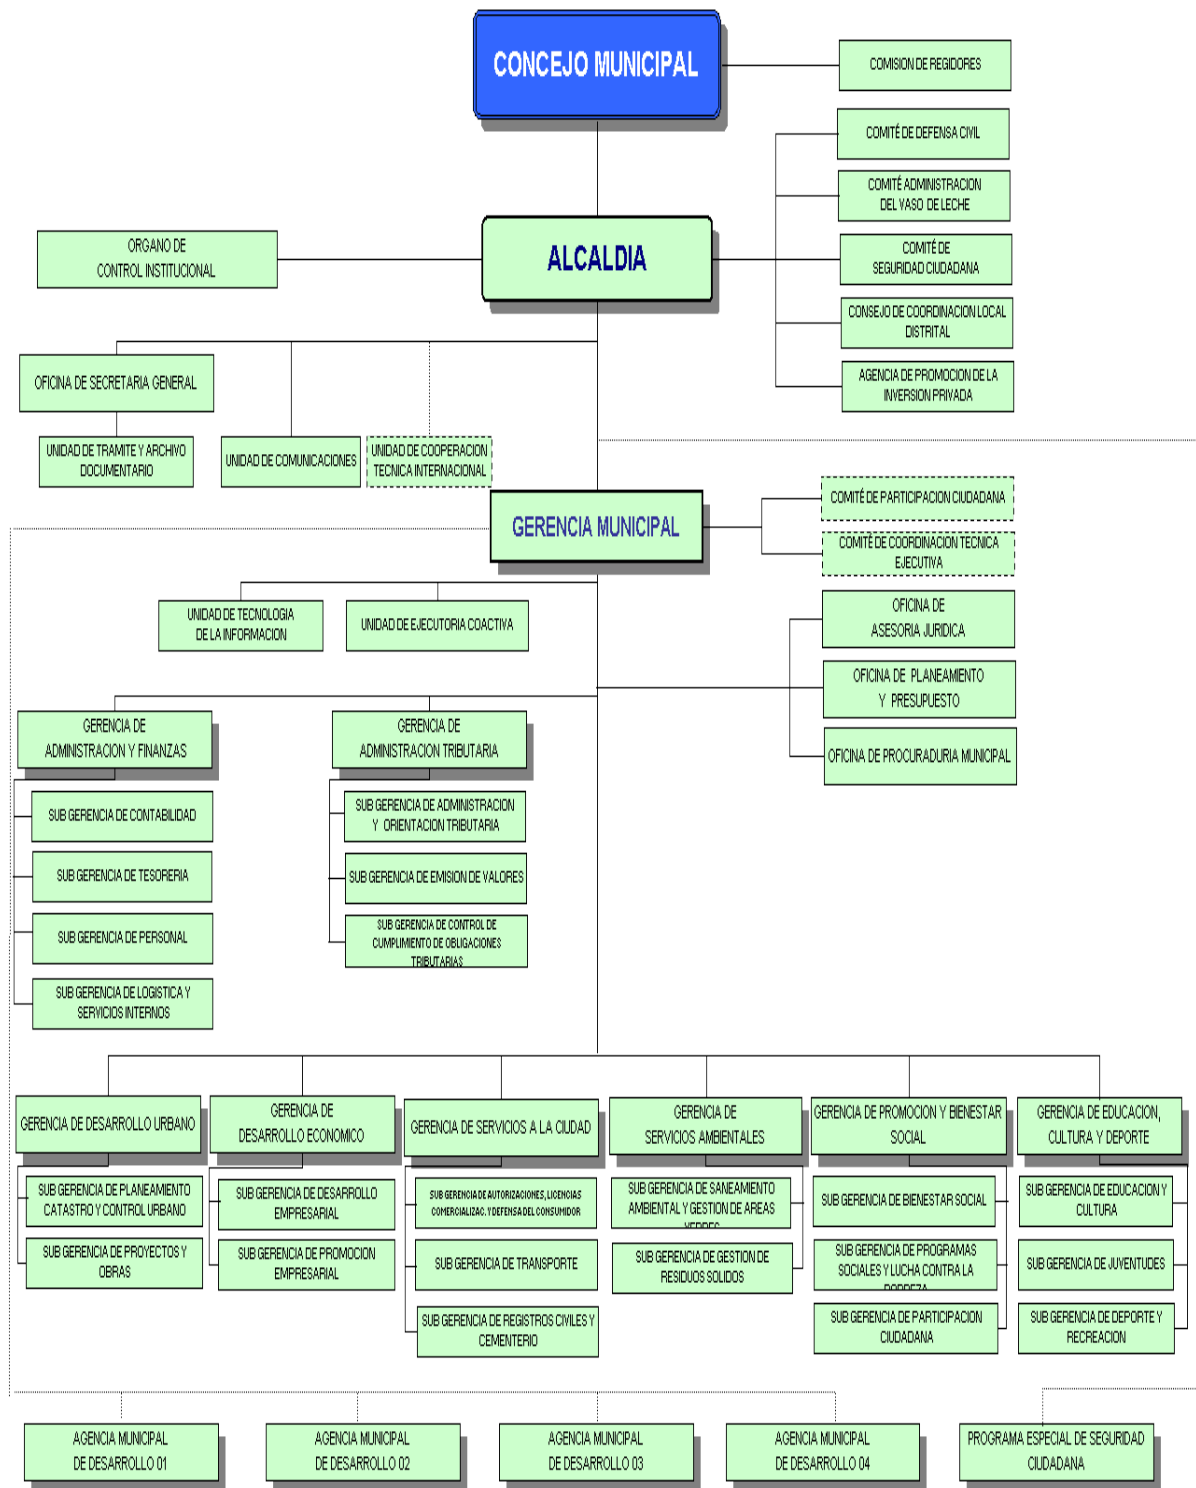 CONCEJO MUNICIPAL
COMISION DE REGIDORES
COMITÉ DE DEFENSA CIVIL
COMITÉ ADMINISTRACION
DEL VASO DE LECHE
ORGANO DE
CONTROL INSTITUCIONAL
ALCALDIA
COMITÉ DE
SEGURIDAD CIUDADANA
CONSEJO DE COORDINACION LOCAL
DISTRITAL
AGENCIA DE PROMOCION DE LA
INVERSION PRIVADA
OFICINA DE SECRETARIA GENERAL
UNIDAD DE TRAMITE Y ARCHIVO
DOCUMENTARIO
UNIDAD DE COMUNICACIONES
UNIDAD DE COOPERACION
TECNICA INTERNACIONAL
GERENCIA MUNICIPAL
COMITÉ DE PARTICIPACION CIUDADANA
COMITÉ DE COORDINACION TECNICA
EJECUTIVA
UNIDAD DE TECNOLOGIA
DE LA INFORMACION
UNIDAD DE EJECUTORIA COACTIVA
OFICINA DE
ASESORIA JURIDICA
OFICINA DE PLANEAMIENTO
Y PRESUPUESTO
OFICINA DE PROCURADURIA MUNICIPAL
GERENCIA DE
ADMINISTRACION Y FINANZAS
SUB GERENCIA DE CONTABILIDAD
SUB GERENCIA DE TESORERIA
SUB GERENCIA DE PERSONAL
SUB GERENCIA DE LOGISTICA Y
SERVICIOS INTERNOS
GERENCIA DE
ADMINISTRACION TRIBUTARIA
SUB GERENCIA DE ADMINISTRACION
Y ORIENTACION TRIBUTARIA
SUB GERENCIA DE EMISION DE VALORES
SUB GERENCIA DE CONTROL DE
CUMPLIMIENTO DE OBLIGACIONES
TRIBUTARIAS
GERENCIA DE DESARROLLO URBANO
SUB GERENCIA DE PLANEAMIENTO
CATASTRO Y CONTROL URBANO
SUB GERENCIA DE PROYECTOS Y
OBRAS
GERENCIA DE
DESARROLLO ECONOMICO
SUB GERENCIA DE DESARROLLO
EMPRESARIAL
SUB GERENCIA DE PROMOCION
EMPRESARIAL
GERENCIA DE SERVICIOS A LA CIUDAD
SUB GERENCIA DE AUTORIZACIONES, LICENCIAS
COMERCIALIZAC. Y DEFENSA DEL CONSUMIDOR
SUB GERENCIA DE TRANSPORTE
SUB GERENCIA DE REGISTROS CIVILES Y
CEMENTERIO
GERENCIA DE
SERVICIOS AMBIENTALES
SUB GERENCIA DE SANEAMIENTO
AMBIENTAL Y GESTION DE AREAS
VERDES
SUB GERENCIA DE GESTION DE
RESIDUOS SOLIDOS
GERENCIA DE PROMOCION Y BIENESTAR
SOCIAL
SUB GERENCIA DE BIENESTAR SOCIAL
SUB GERENCIA DE PROGRAMAS
SOCIALES Y LUCHA CONTRA LA
POBREZA
SUB GERENCIA DE PARTICIPACION
CIUDADANA
GERENCIA DE EDUCACION,
CULTURA Y DEPORTE
SUB GERENCIA DE EDUCACION Y
CULTURA
SUB GERENCIA DE JUVENTUDES
SUB GERENCIA DE DEPORTE Y
RECREACION
AGENCIA MUNICIPAL
DE DESARROLLO 01
AGENCIA MUNICIPAL
DE DESARROLLO 02
AGENCIA MUNICIPAL
DE DESARROLLO 03
AGENCIA MUNICIPAL
DE DESARROLLO 04
PROGRAMA ESPECIAL DE SEGURIDAD
CIUDADANA